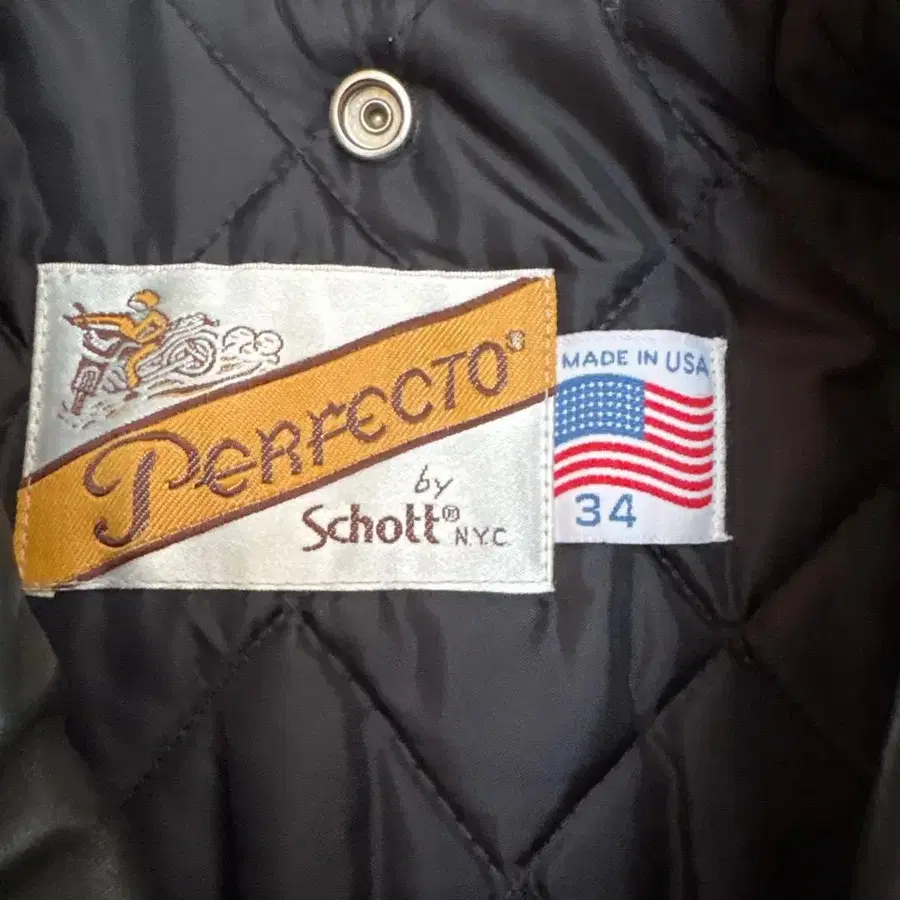 PERFECTO®
by
Schott® N.Y.C.
MADE IN USA
34